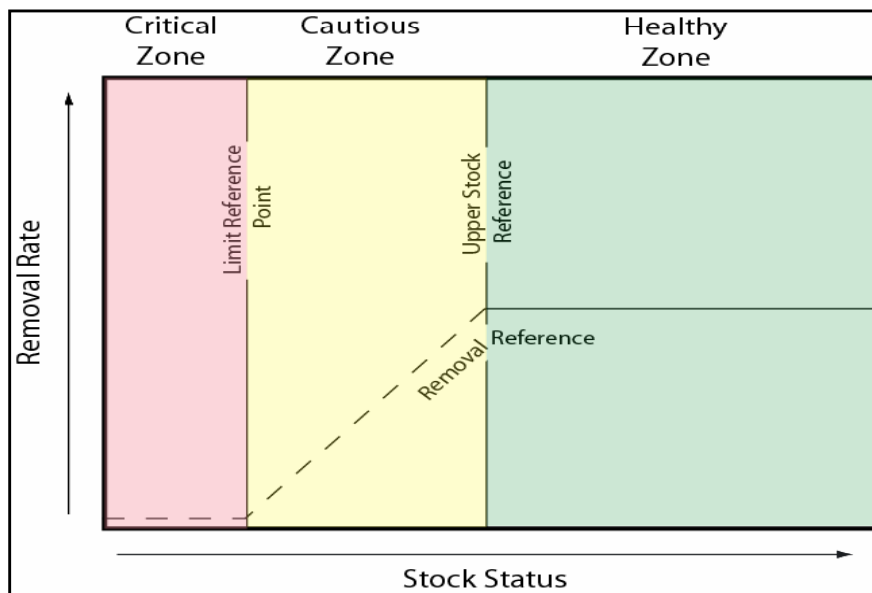 Critical
Zone
Cautious
Zone
Healthy
Zone
Removal Rate
Limit Reference
Point
Upper Stock
Reference
Removal Reference
Stock Status